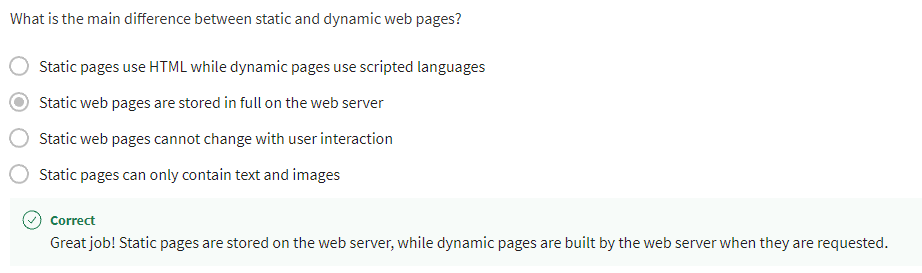 What is the main difference between static and dynamic web pages?
Static pages use HTML while dynamic pages use scripted languages
Static web pages are stored in full on the web server
Static web pages cannot change with user interaction
Static pages can only contain text and images
Correct
Great job! Static pages are stored on the web server, while dynamic pages are built by the web server when they are requested.